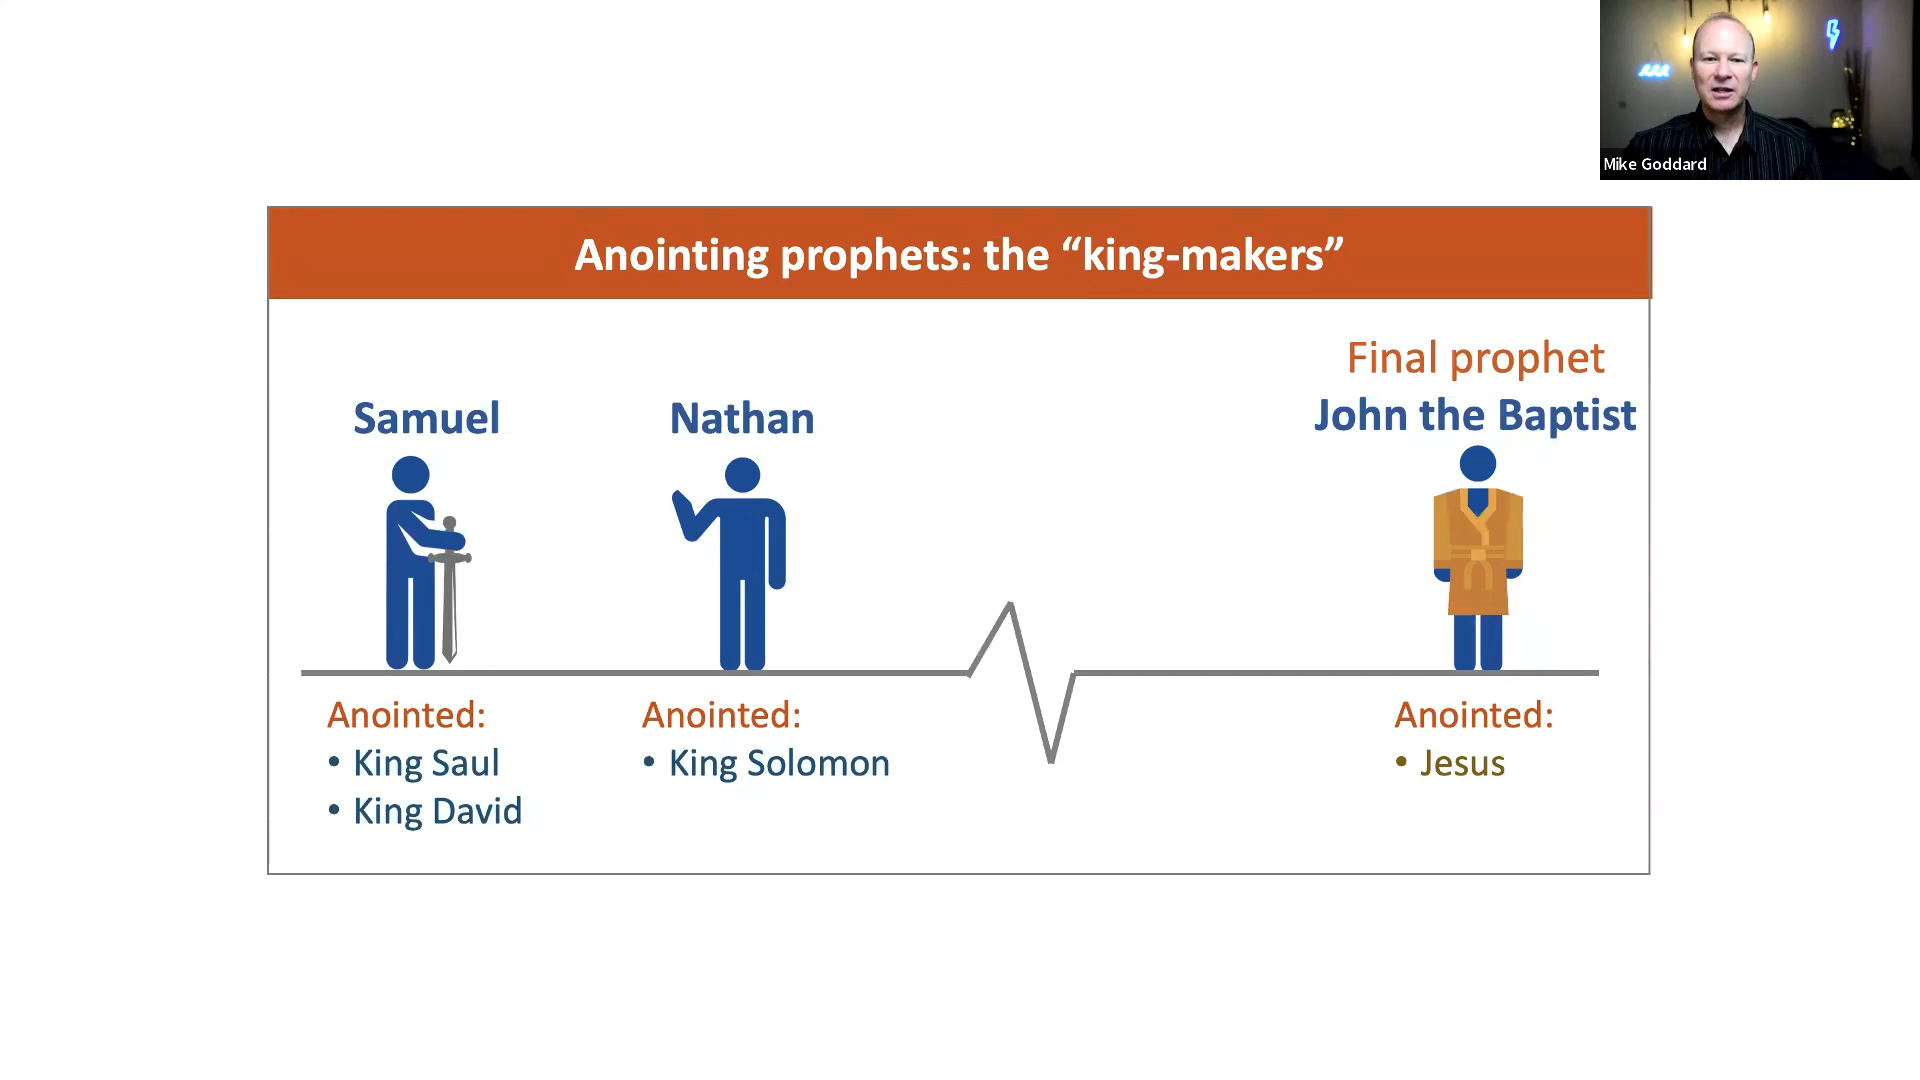 Mike Goddard
Anointing prophets: the “king-makers”
Final prophet
Samuel
Nathan
John the Baptist
Anointed:
• King Saul
• King David
Anointed:
• King Solomon
Anointed:
• Jesus